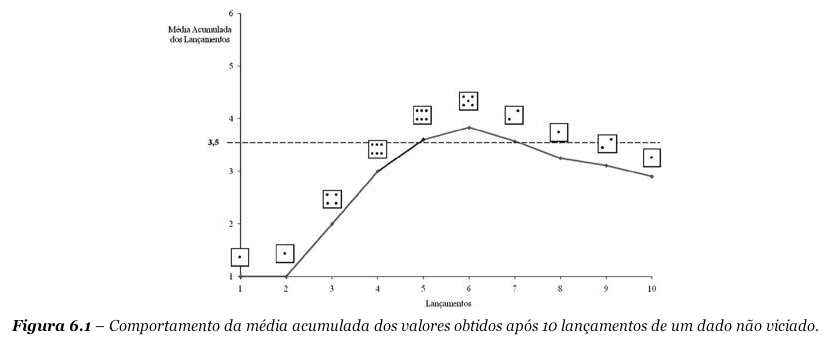 6
Média Acumulada
dos Lançamentos
5
4
3,5
3
2
1
1 2 3 4 5 6 7 8 9 10
Lançamentos
Figura 6.1 – Comportamento da média acumulada dos valores obtidos após 10 lançamentos de um dado não viciado.